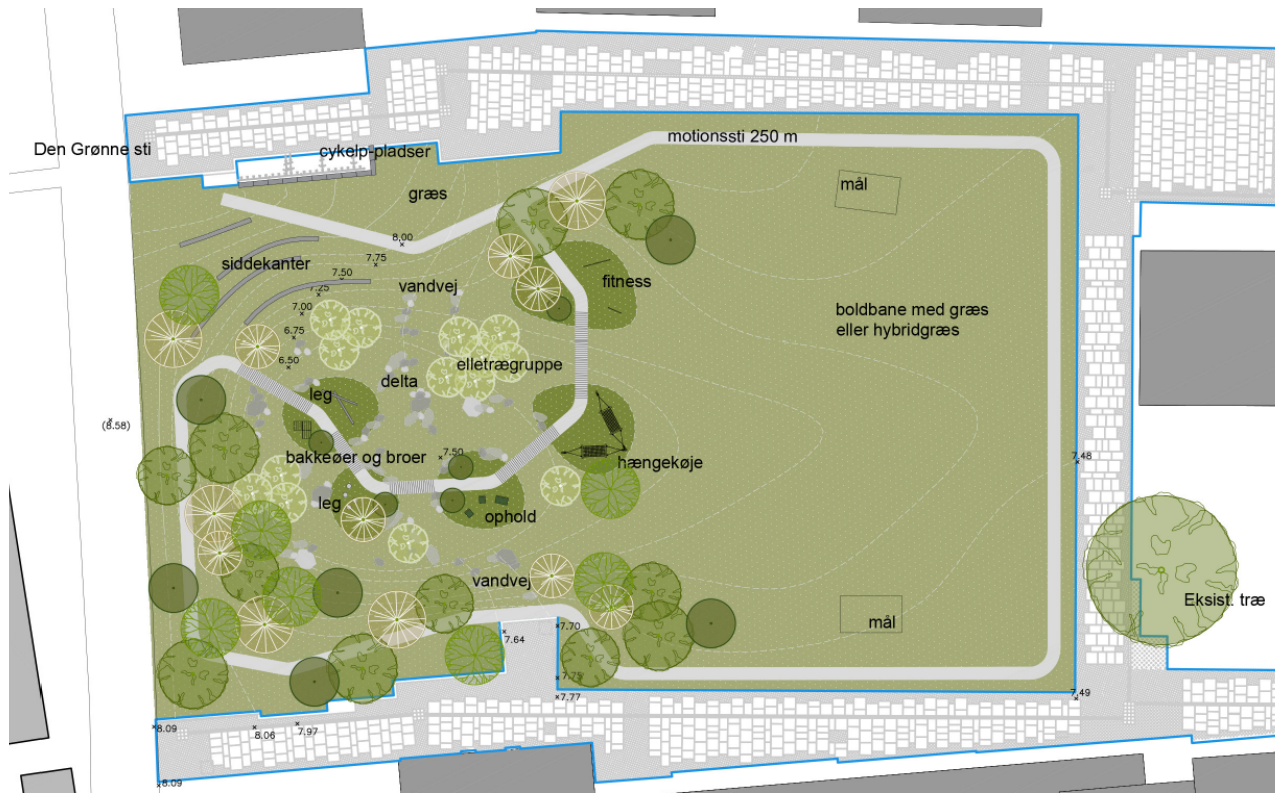 motionssti 250 m
Den Grønne sti
cykelp-pladser
mål
græs
8.00
siddekanter
7.75
7.50
fitness
7.25
vandvej
7.00
boldbane med græs
eller hybridgræs
6.75
6.50
elletrægruppe
delta
leg
(8.58)
bakkeøer og broer
7.50
hængekøje
7.48
leg
ophold
vandvej
Eksist. træ
mål
7.64
7.70
7.73
7.77
7.49
8.09
8.06
7.97
8.09